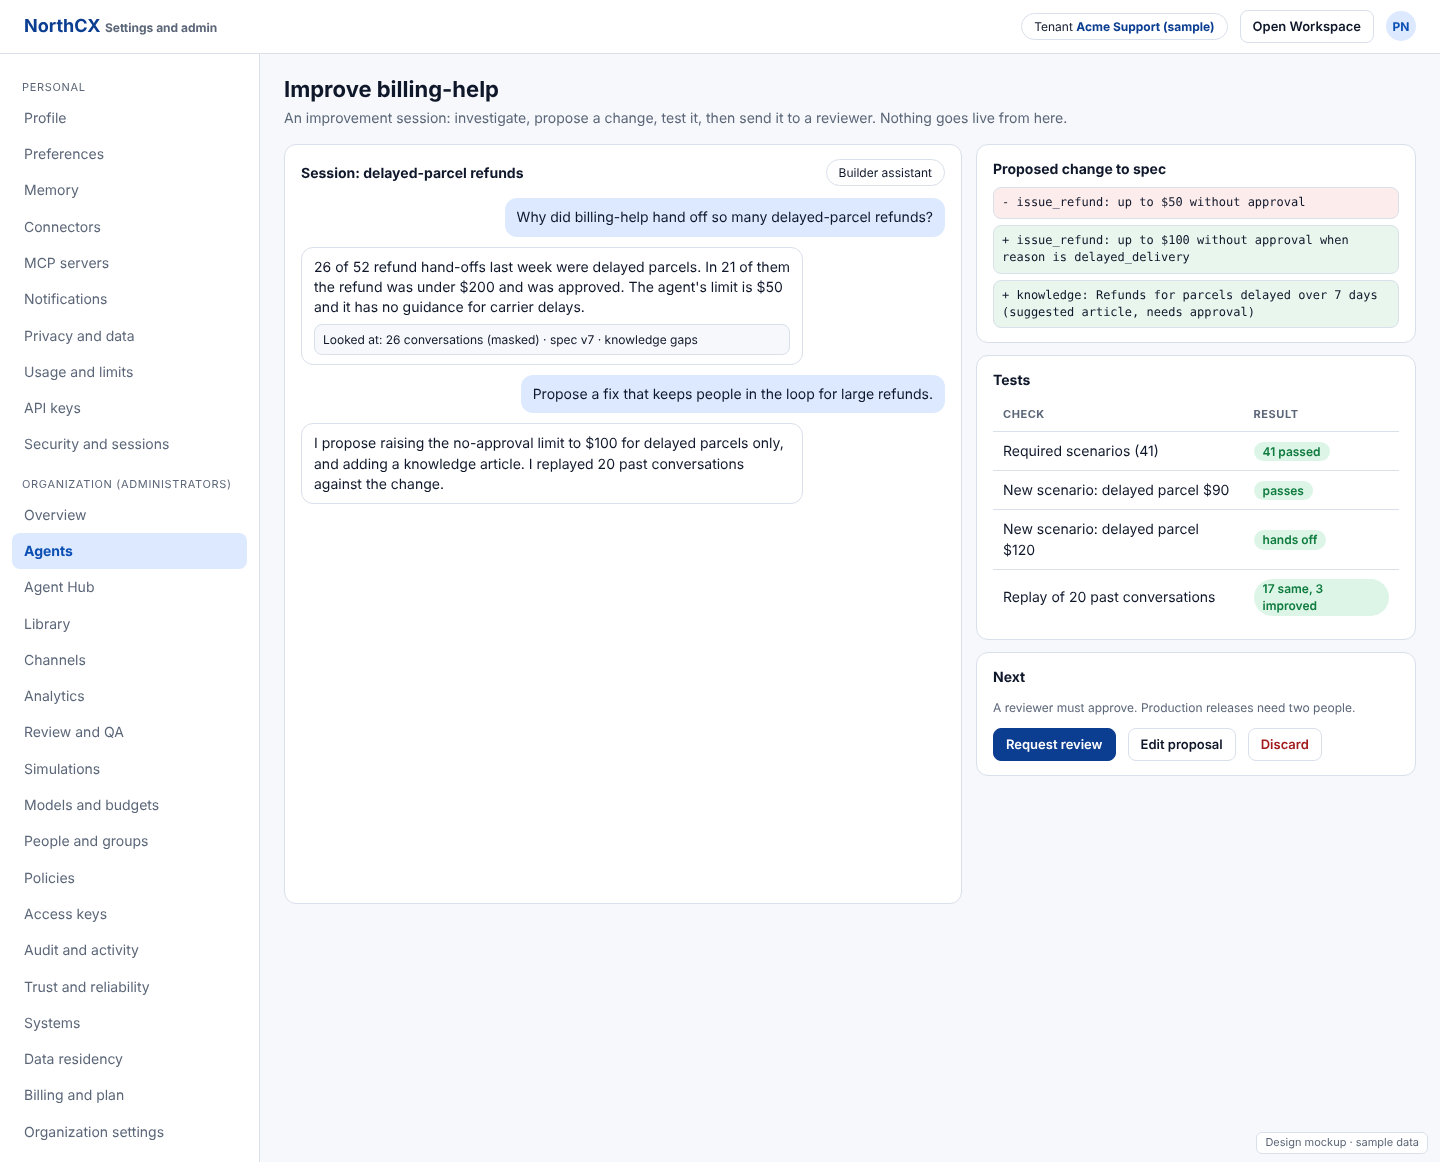 NorthCX Settings and admin
Tenant Acme Support (sample)
Open Workspace
PN
PERSONAL
Profile
Preferences
Memory
Connectors
MCP servers
Notifications
Privacy and data
Usage and limits
API keys
Security and sessions
ORGANIZATION (ADMINISTRATORS)
Overview
Agents
Agent Hub
Library
Channels
Analytics
Review and QA
Simulations
Models and budgets
People and groups
Policies
Access keys
Audit and activity
Trust and reliability
Systems
Data residency
Billing and plan
Organization settings
Improve billing-help
An improvement session: investigate, propose a change, test it, then send it to a reviewer. Nothing goes live from here.
Session: delayed-parcel refunds
Builder assistant
Why did billing-help hand off so many delayed-parcel refunds?
26 of 52 refund hand-offs last week were delayed parcels. In 21 of them
the refund was under $200 and was approved. The agent's limit is $50
and it has no guidance for carrier delays.
Looked at: 26 conversations (masked) · spec v7 · knowledge gaps
Propose a fix that keeps people in the loop for large refunds.
I propose raising the no-approval limit to $100 for delayed parcels only,
and adding a knowledge article. I replayed 20 past conversations
against the change.
Proposed change to spec
- issue_refund: up to $50 without approval
+ issue_refund: up to $100 without approval when
reason is delayed_delivery
+ knowledge: Refunds for parcels delayed over 7 days
(suggested article, needs approval)
Tests
CHECK RESULT
Required scenarios (41) 41 passed
New scenario: delayed parcel $90 passes
New scenario: delayed parcel
$120 hands off
Replay of 20 past conversations 17 same, 3
improved
Next
A reviewer must approve. Production releases need two people.
Request review
Edit proposal
Discard
Design mockup · sample data